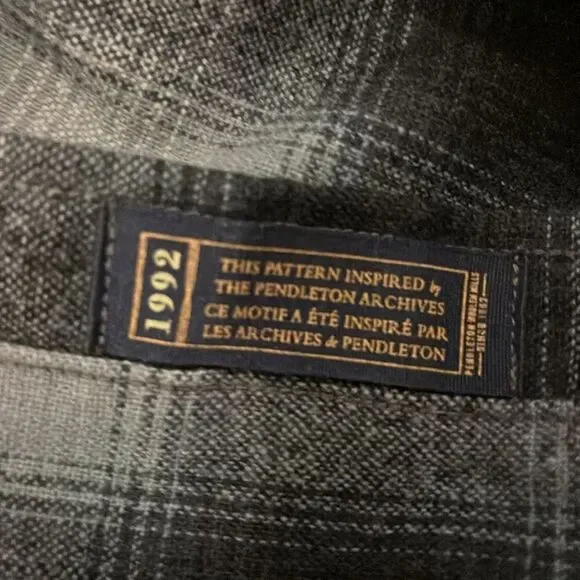 1992
THIS PATTERN INSPIRED by
THE PENDLETON ARCHIVES
CE MOTIF A ÉTÉ INSPIRÉ PAR
LES ARCHIVES de PENDLETON
PENDLETON WOOLEN MILLS
SINCE 1863